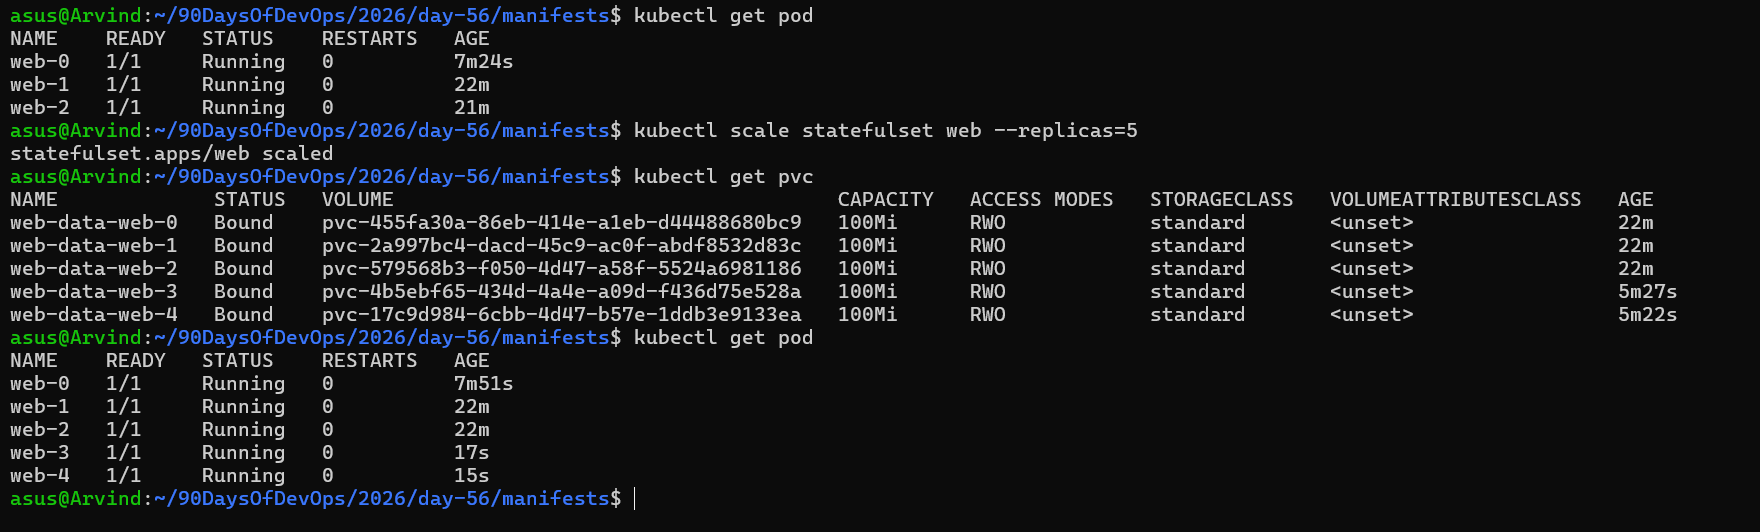 asus@Arvind:~/90DaysOfDevOps/2026/day-56/manifests$ kubectl get pod
NAME    READY   STATUS    RESTARTS   AGE
web-0   1/1     Running   0          7m24s
web-1   1/1     Running   0          22m
web-2   1/1     Running   0          21m
asus@Arvind:~/90DaysOfDevOps/2026/day-56/manifests$ kubectl scale statefulset web --replicas=5
statefulset.apps/web scaled
asus@Arvind:~/90DaysOfDevOps/2026/day-56/manifests$ kubectl get pvc
NAME             STATUS   VOLUME                                     CAPACITY   ACCESS MODES   STORAGECLASS   VOLUMEATTRIBUTESCLASS   AGE
web-data-web-0   Bound    pvc-455fa30a-86eb-414e-a1eb-d44488680bc9   100Mi      RWO            standard       <unset>                 22m
web-data-web-1   Bound    pvc-2a997bc4-dacd-45c9-ac0f-abdf8532d83c   100Mi      RWO            standard       <unset>                 22m
web-data-web-2   Bound    pvc-579568b3-f050-4d47-a58f-5524a6981186   100Mi      RWO            standard       <unset>                 22m
web-data-web-3   Bound    pvc-4b5ebf65-434d-4a4e-a09d-f436d75e528a   100Mi      RWO            standard       <unset>                 5m27s
web-data-web-4   Bound    pvc-17c9d984-6cbb-4d47-b57e-1ddb3e9133ea   100Mi      RWO            standard       <unset>                 5m22s
asus@Arvind:~/90DaysOfDevOps/2026/day-56/manifests$ kubectl get pod
NAME    READY   STATUS    RESTARTS   AGE
web-0   1/1     Running   0          7m51s
web-1   1/1     Running   0          22m
web-2   1/1     Running   0          22m
web-3   1/1     Running   0          17s
web-4   1/1     Running   0          15s
asus@Arvind:~/90DaysOfDevOps/2026/day-56/manifests$